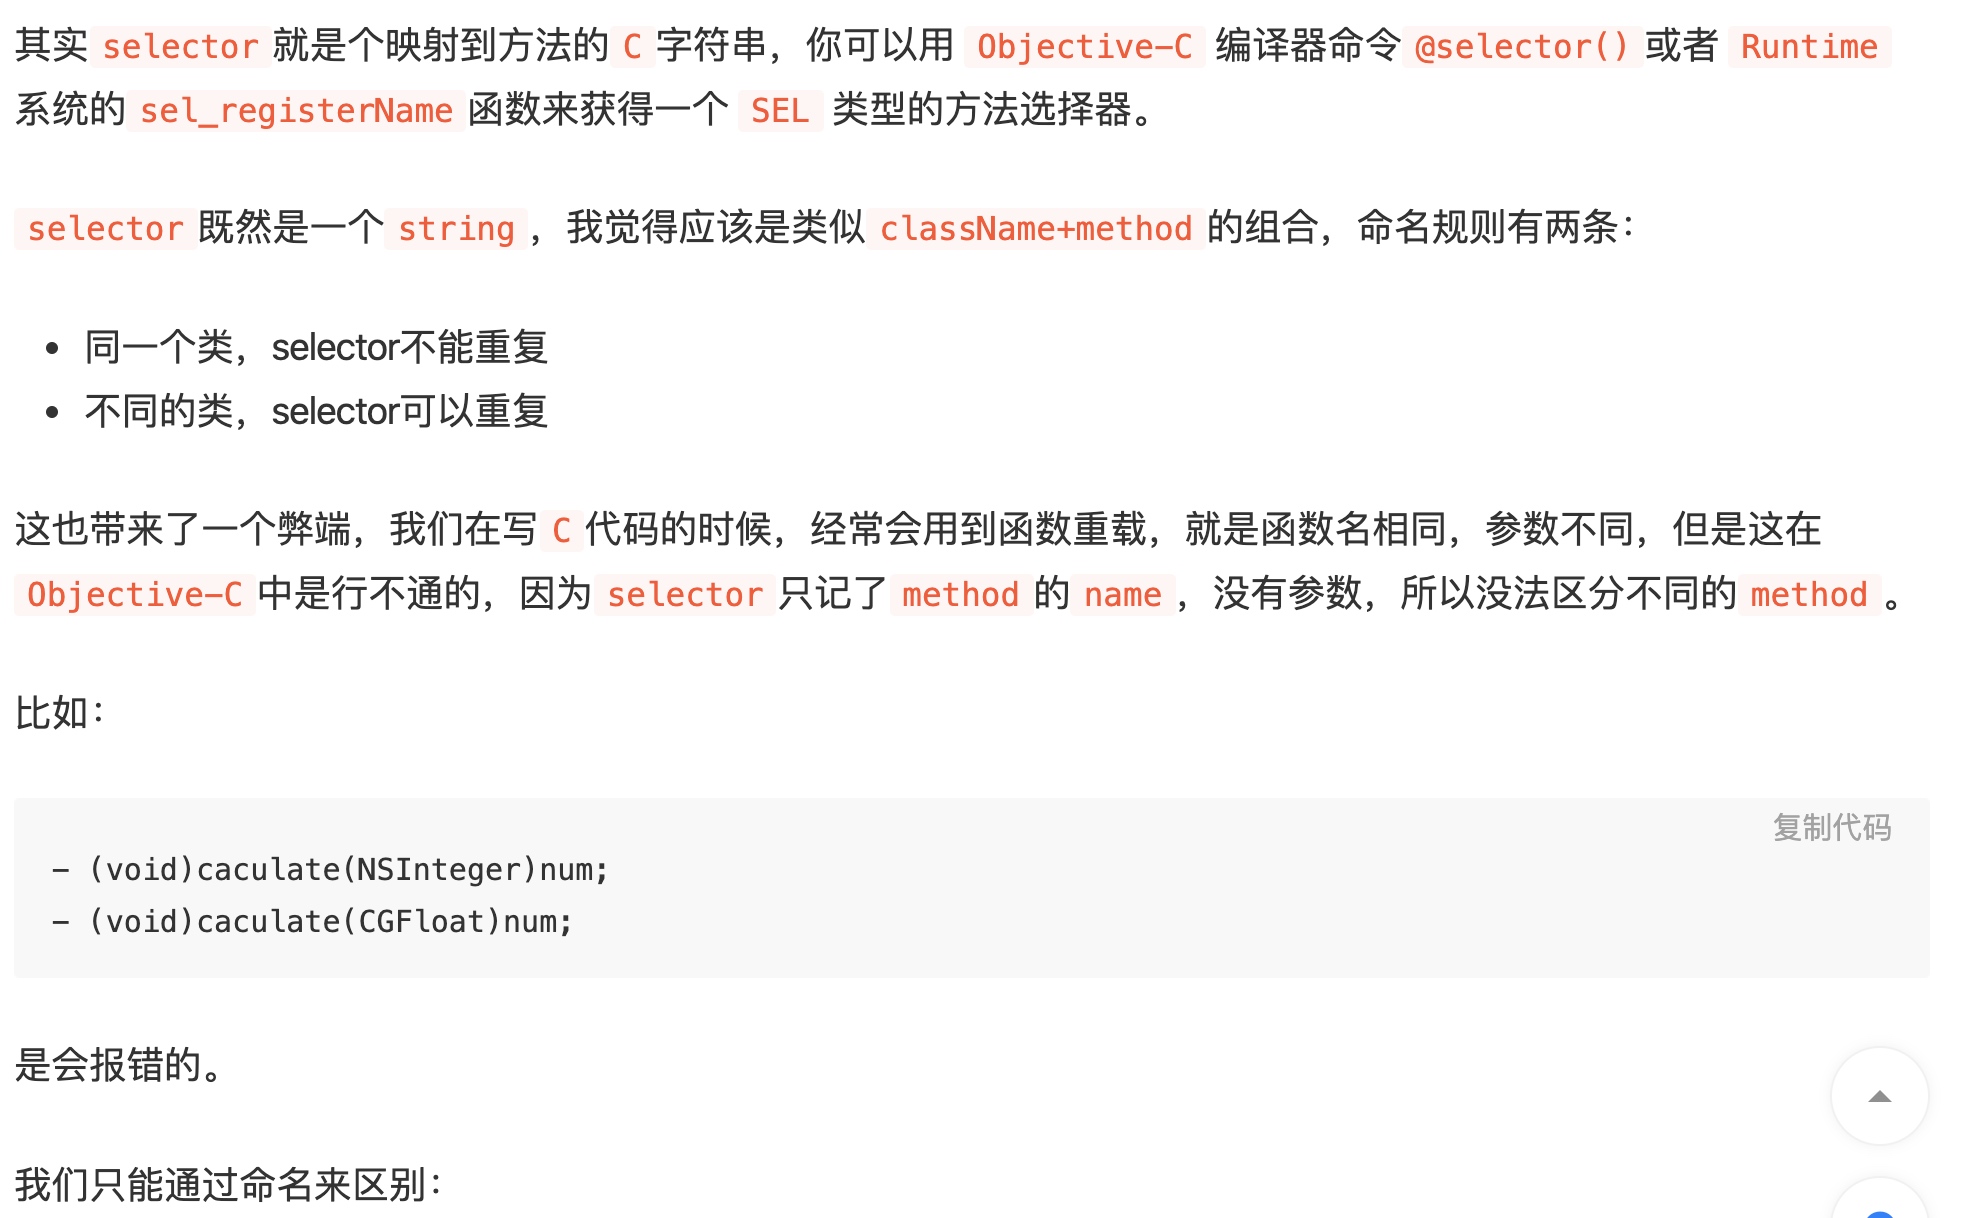 其实 selector 就是个映射到方法的 C 字符串，你可以用 Objective-C 编译器命令 @selector() 或者 Runtime
系统的 sel_registerName 函数来获得一个 SEL 类型的方法选择器。
selector 既然是一个 string ，我觉得应该是类似 className+method 的组合，命名规则有两条：
• 同一个类，selector不能重复
• 不同的类，selector可以重复
这也带来了一个弊端，我们在写 C 代码的时候，经常会用到函数重载，就是函数名相同，参数不同，但是这在
Objective-C 中是行不通的，因为 selector 只记了 method 的 name ，没有参数，所以没法区分不同的 method 。
比如：
复制代码
- (void)caculate(NSInteger)num;
- (void)caculate(CGFloat)num;
是会报错的。
我们只能通过命名来区别：